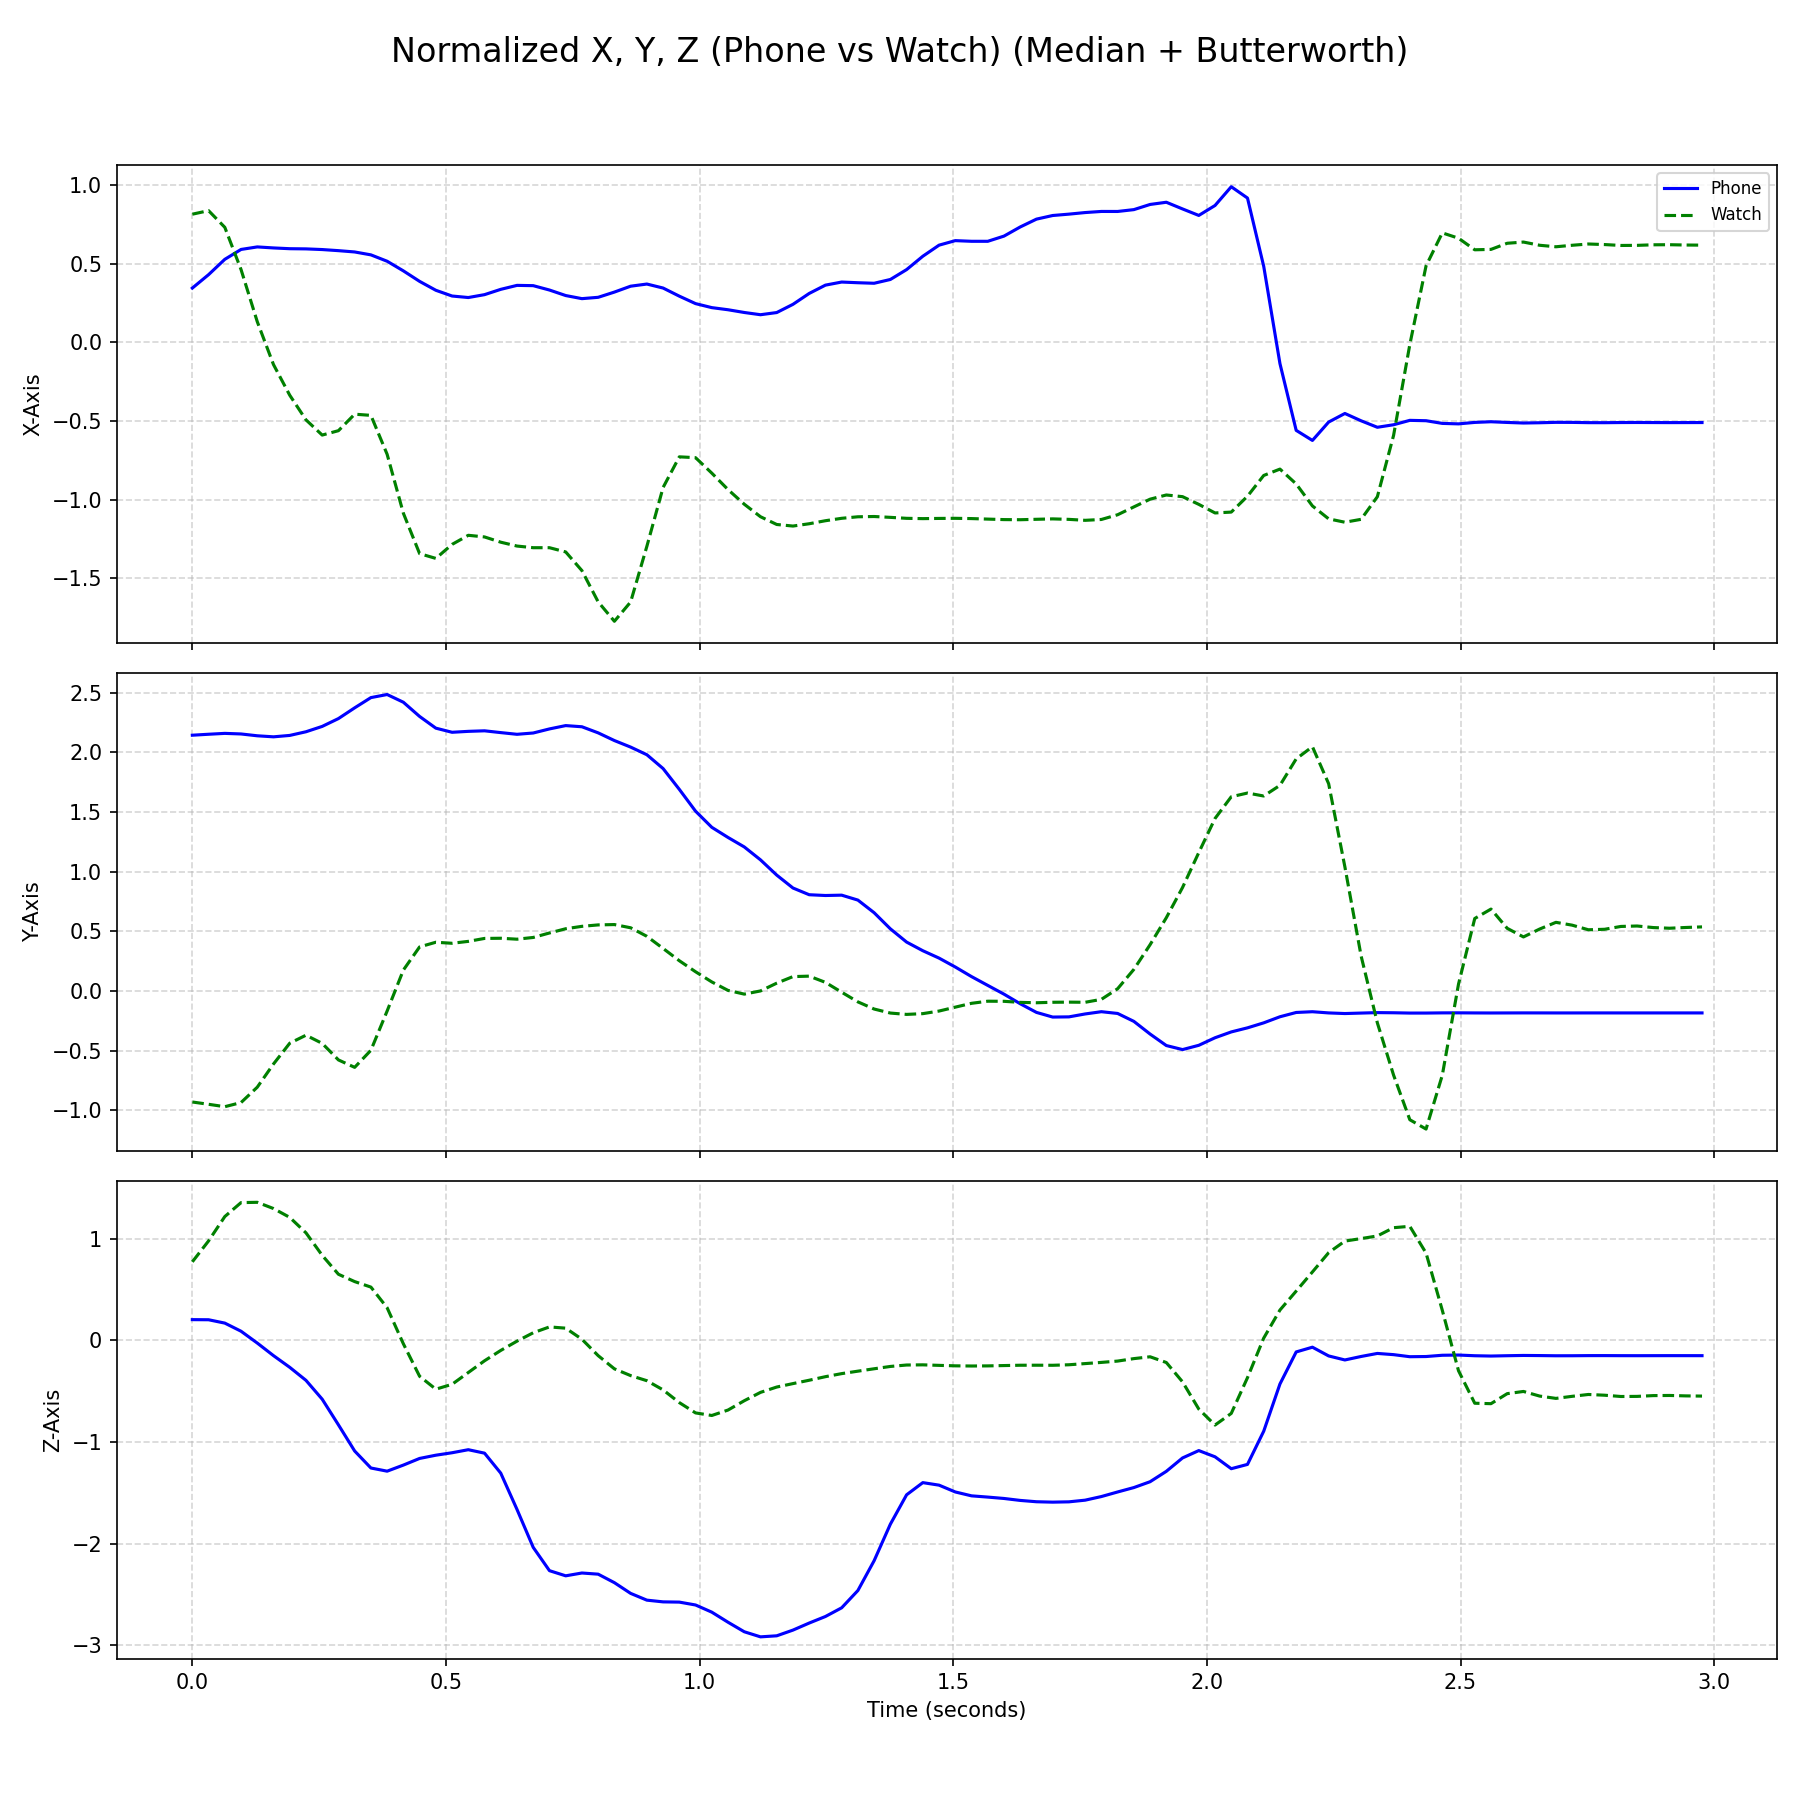 Normalized X, Y, Z (Phone vs Watch) (Median + Butterworth)
Phone
Watch
1.0
0.5
0.0
−0.5
−1.0
−1.5
X-Axis
2.5
2.0
1.5
1.0
0.5
0.0
−0.5
−1.0
Y-Axis
1
0
−1
−2
−3
Z-Axis
0.0 0.5 1.0 1.5 2.0 2.5 3.0
Time (seconds)